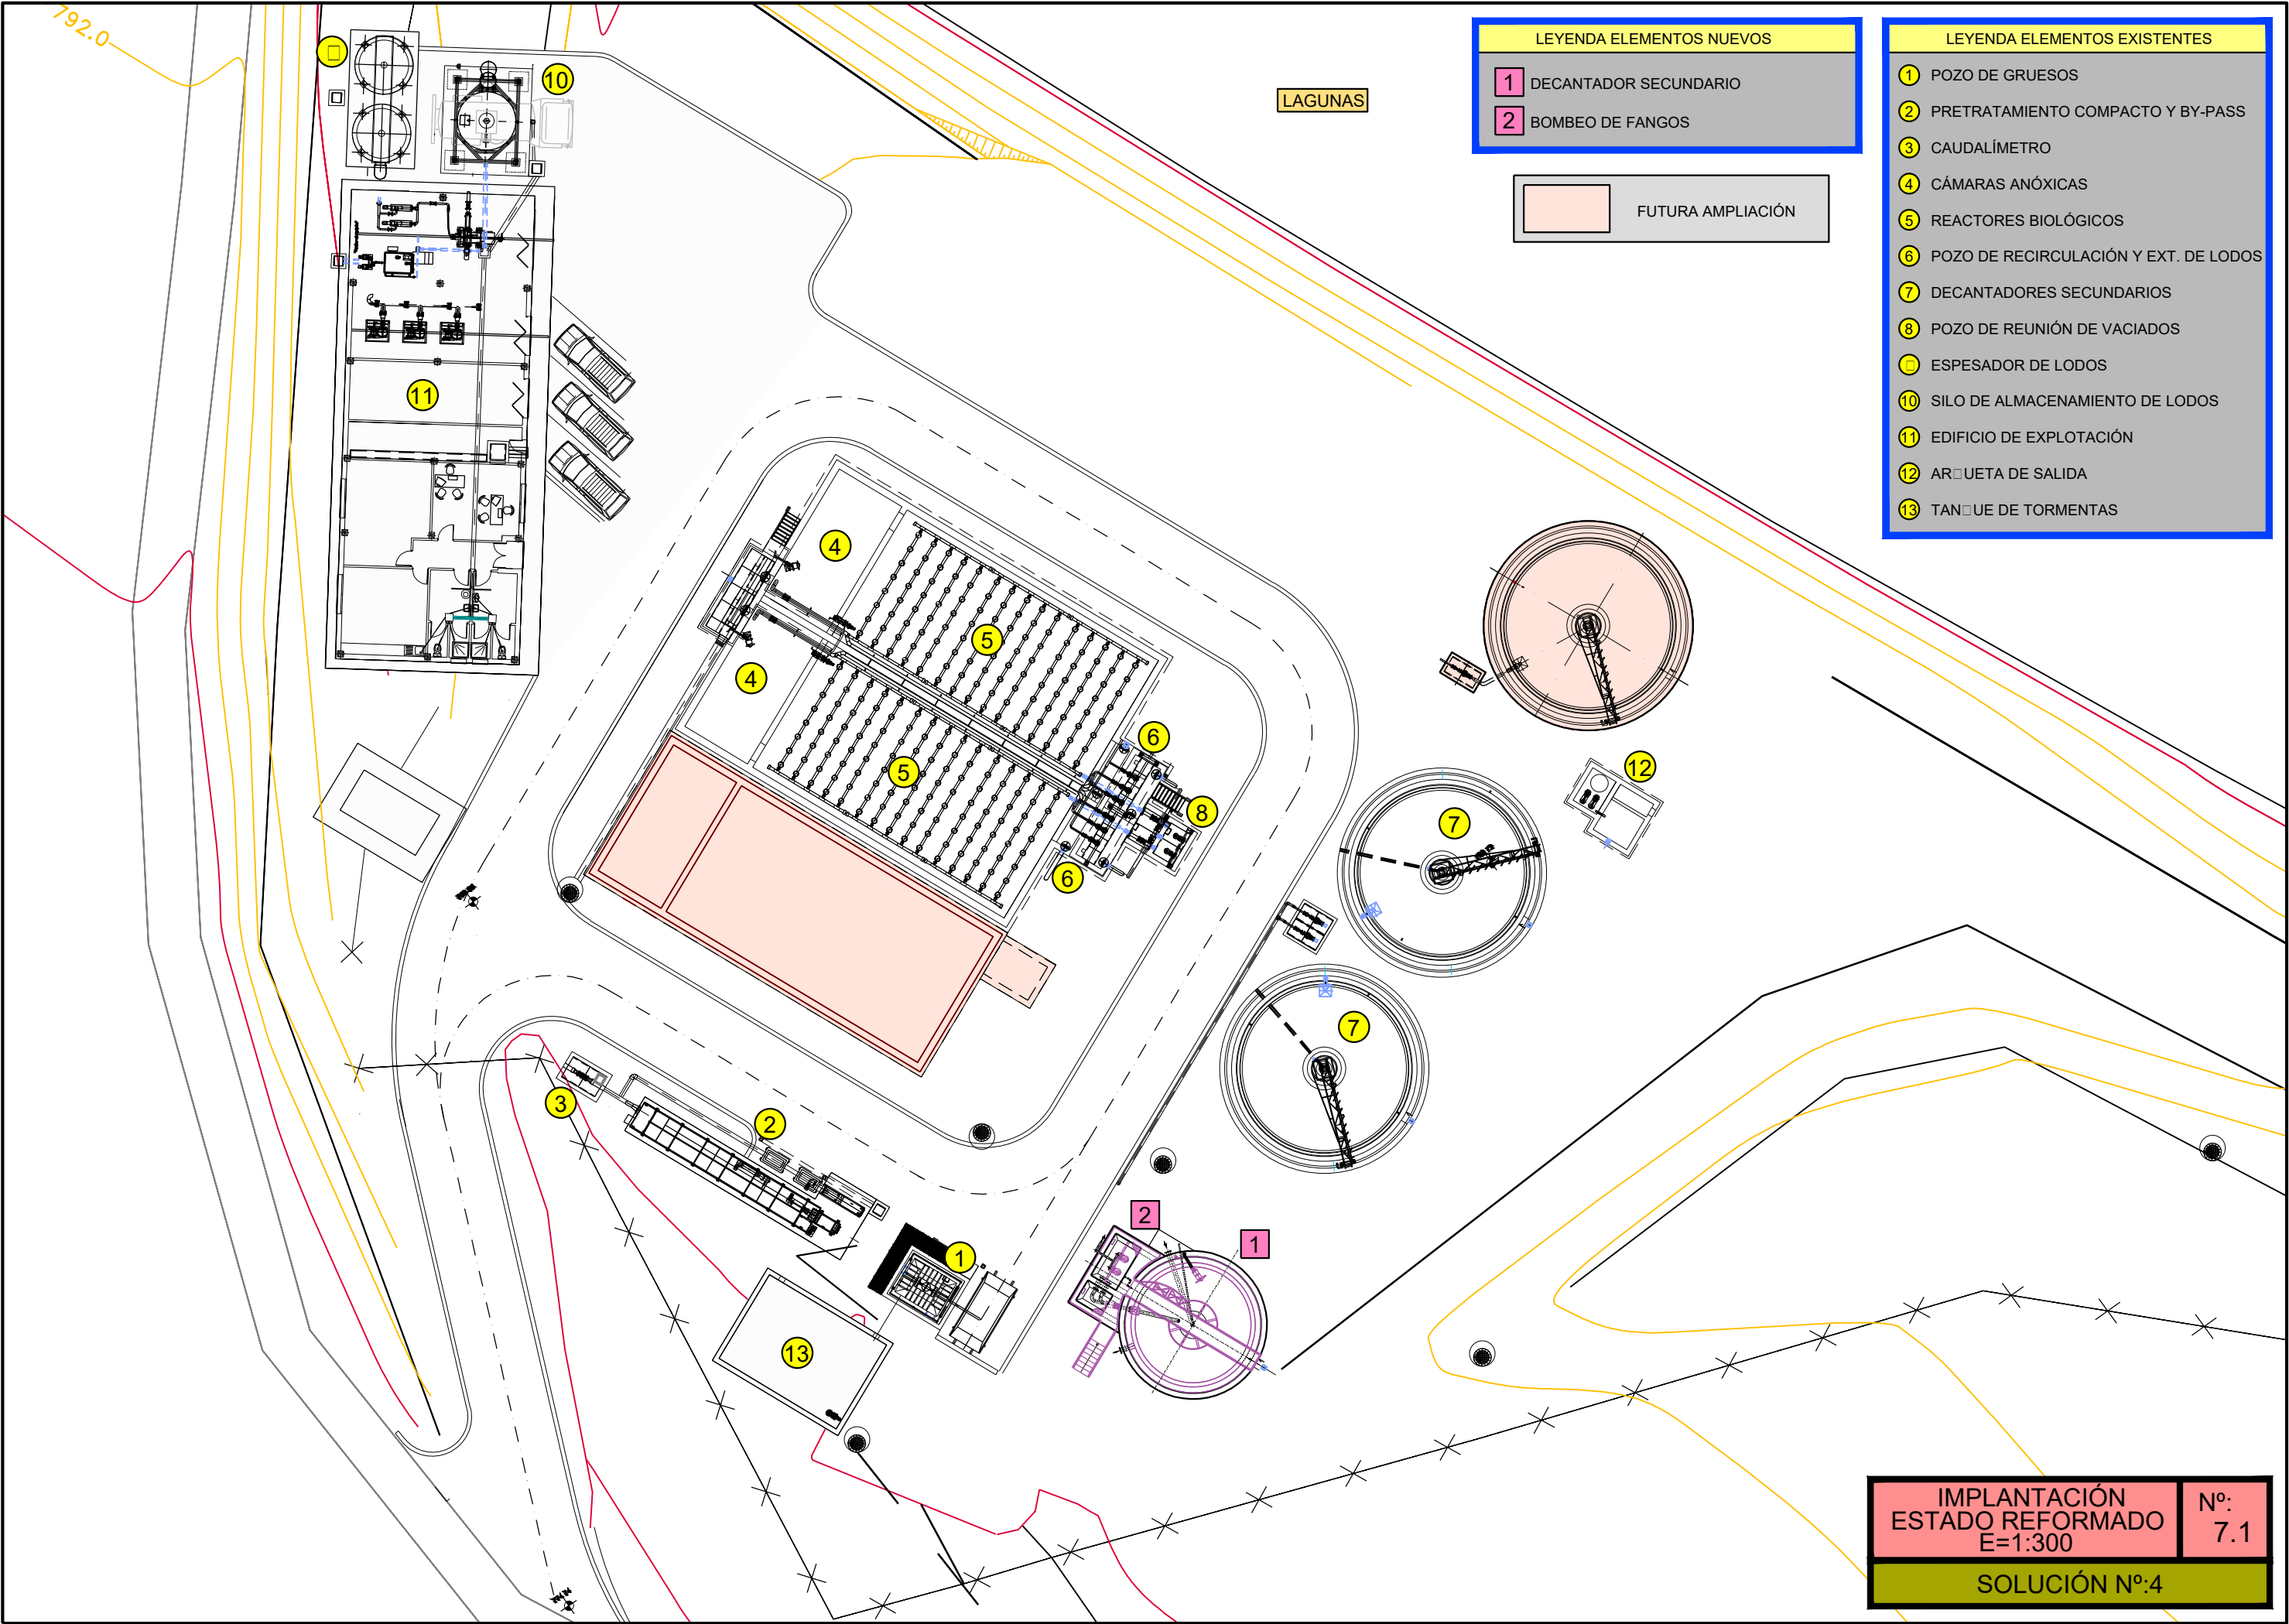 792.0
LAGUNAS
LEYENDA ELEMENTOS NUEVOS
1 DECANTADOR SECUNDARIO
2 BOMBEO DE FANGOS
FUTURA AMPLIACIÓN
LEYENDA ELEMENTOS EXISTENTES
1 POZO DE GRUESOS
2 PRETRATAMIENTO COMPACTO Y BY-PASS
3 CAUDALÍMETRO
4 CÁMARAS ANÓXICAS
5 REACTORES BIOLÓGICOS
6 POZO DE RECIRCULACIÓN Y EXT. DE LODOS
7 DECANTADORES SECUNDARIOS
8 POZO DE REUNIÓN DE VACIADOS
□ ESPESADOR DE LODOS
10 SILO DE ALMACENAMIENTO DE LODOS
11 EDIFICIO DE EXPLOTACIÓN
12 AR□UETA DE SALIDA
13 TAN□UE DE TORMENTAS
□
10
11
4
5
4
5
6
8
6
7
12
7
3
2
1
13
2
1
IMPLANTACIÓN
ESTADO REFORMADO
E=1:300
Nº:
7.1
SOLUCIÓN Nº:4